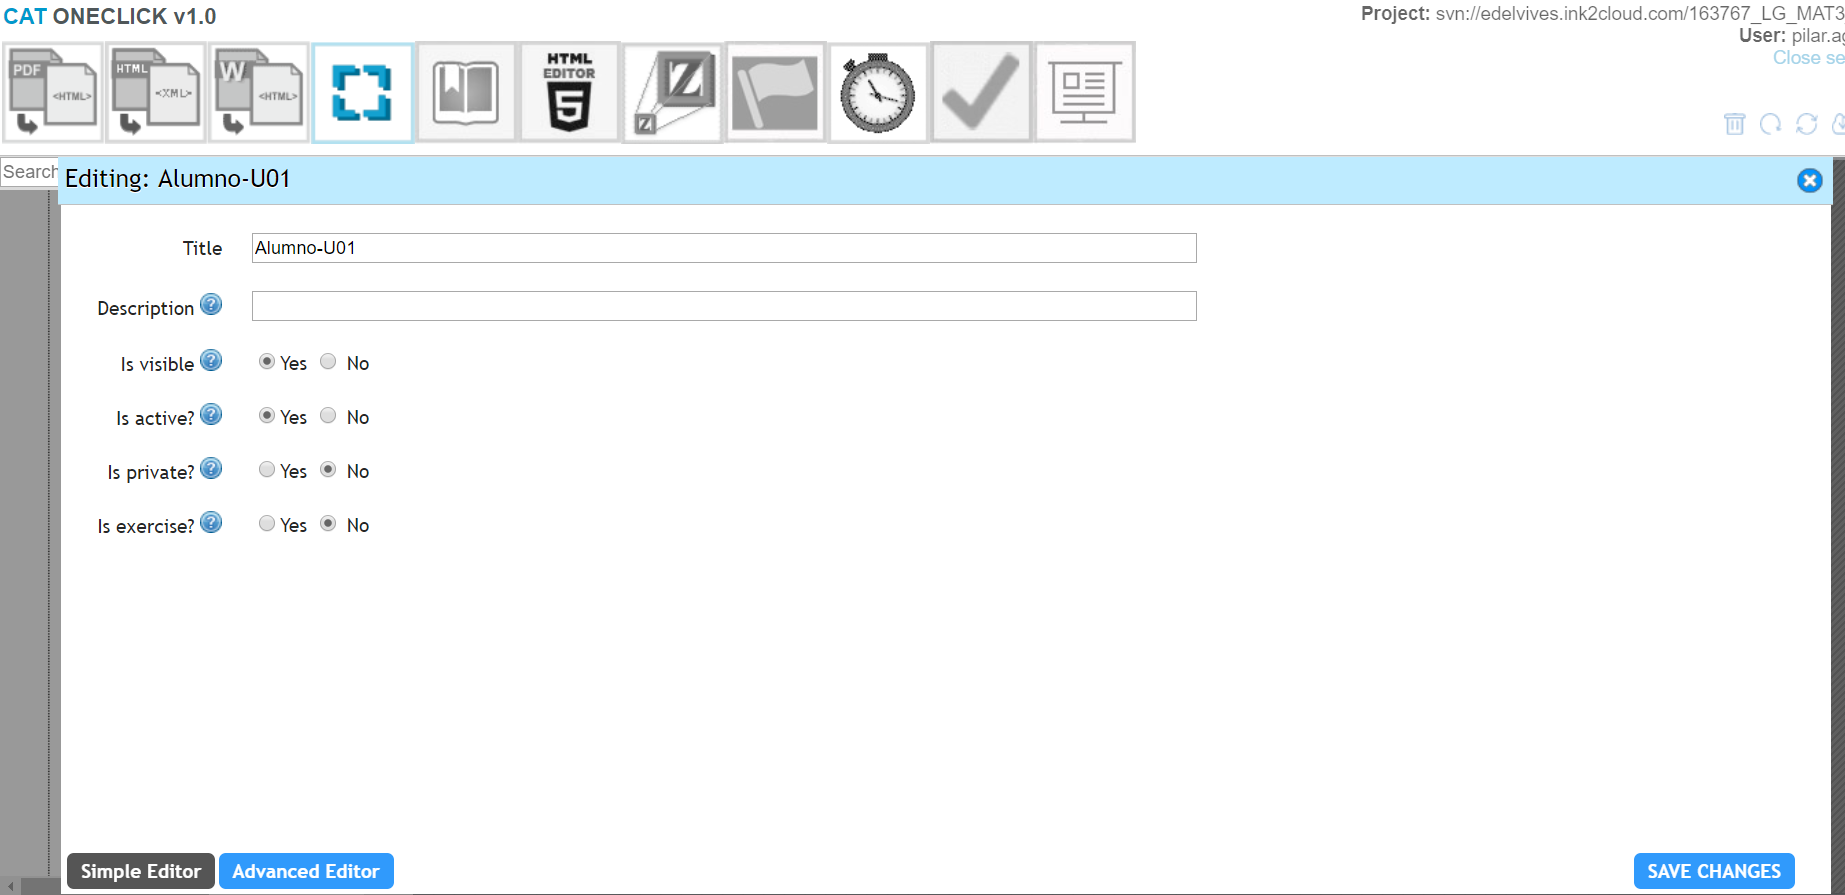 CAT ONECLICK v1.0
Project: svn://edelvives.ink2cloud.com/163767_LG_MAT3
User: pilar.ag
Close se
PDF <HTML>
HTML <XML>
W <HTML>
HTML
EDITOR
5
Z
Z
Search
Editing: Alumno-U01
Title Alumno-U01
Description ?
Is visible ? Yes No
Is active? ? Yes No
Is private? ? Yes No
Is exercise? ? Yes No
Simple Editor Advanced Editor SAVE CHANGES